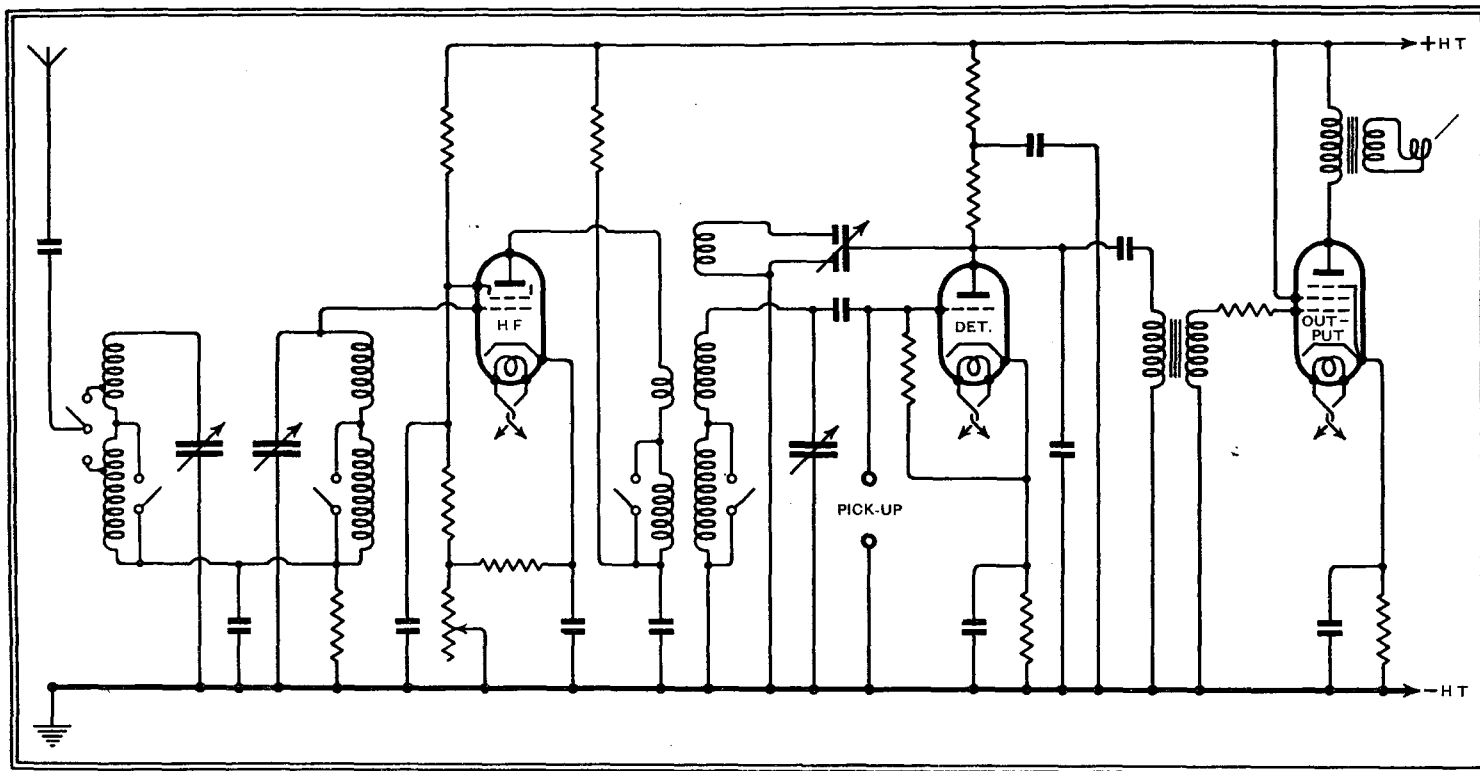 +HT
HF
DET.
OUT-
PUT
PICK-UP
-HT